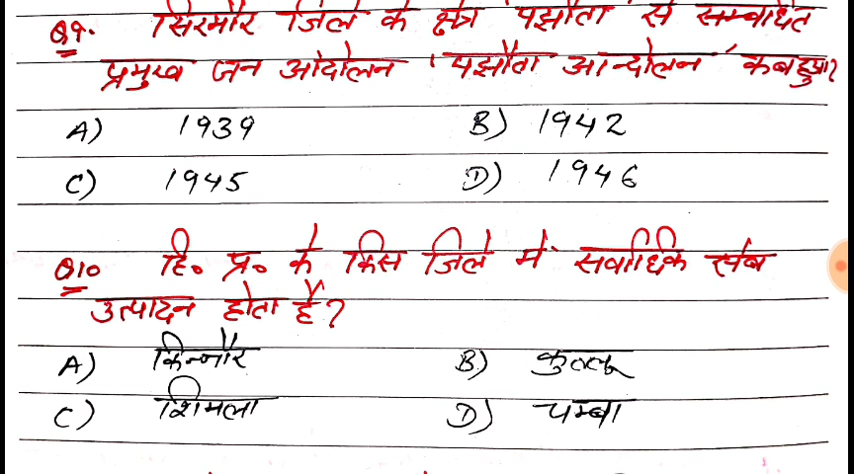 Q9. सिरमौर जिले के क्षेत्र 'पझौता' से सम्बंधित
प्रमुख जन आंदोलन 'पझौता आन्दोलन' कब हुआ?
A) 1939 B) 1942
C) 1945 D) 1946
Q10 हि० प्र० के किस जिले में सर्वाधिक सेब
उत्पादन होता है?
A) किन्नौर B) कुल्लू
C) शिमला D) चम्बा